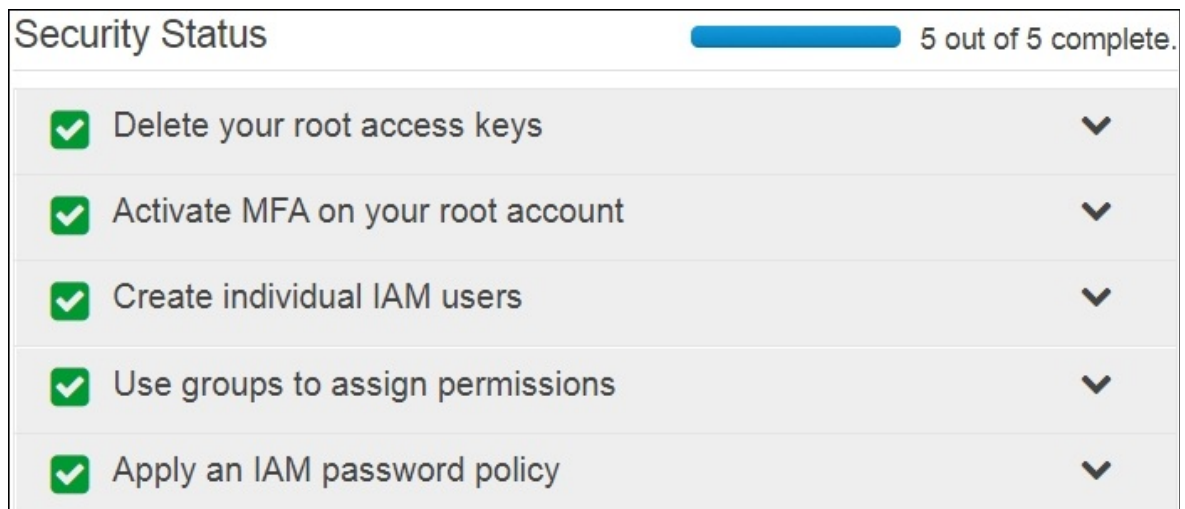 Security Status 5 out of 5 complete.
Delete your root access keys
Activate MFA on your root account
Create individual IAM users
Use groups to assign permissions
Apply an IAM password policy